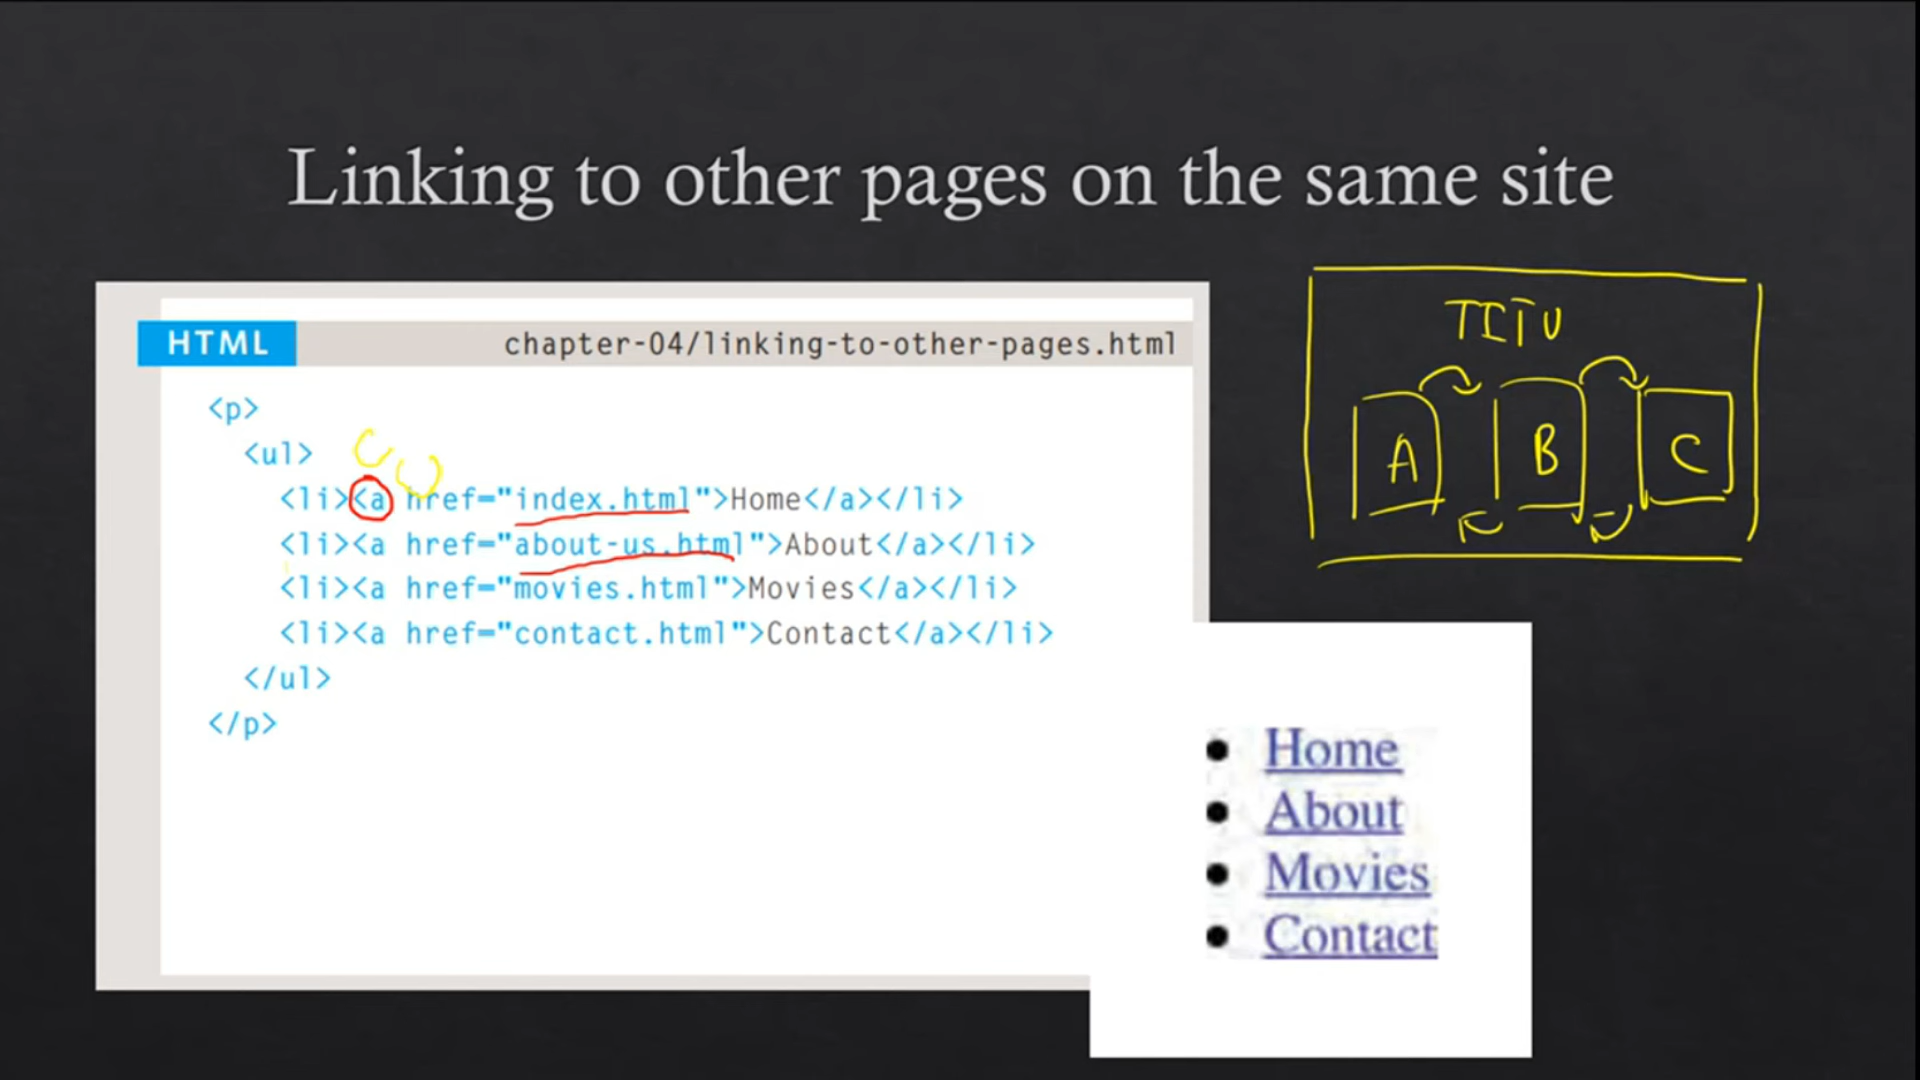 Linking to other pages on the same site
HTML
chapter-04/linking-to-other-pages.html
<p>
<ul>
<li><a href="index.html">Home</a></li>
<li><a href="about-us.html">About</a></li>
<li><a href="movies.html">Movies</a></li>
<li><a href="contact.html">Contact</a></li>
</ul>
</p>
A B C
• Home
• About
• Movies
• Contact